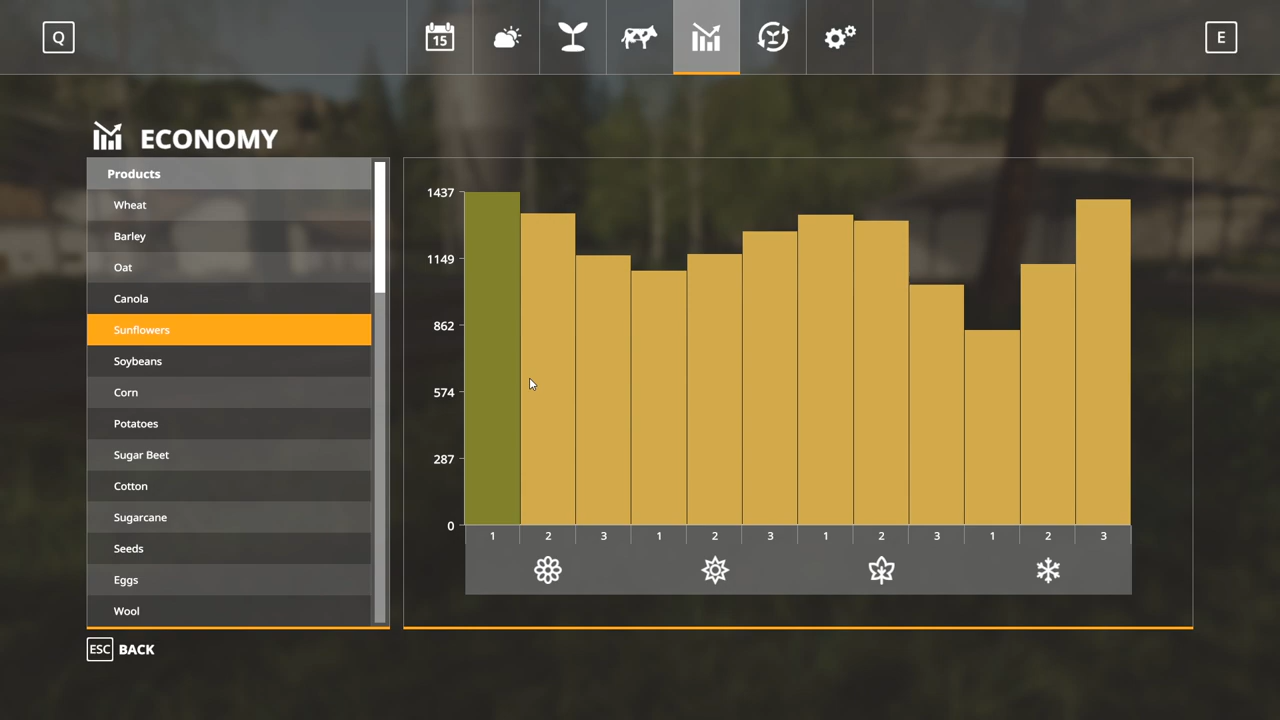 Q
15
E
ECONOMY
Products
Wheat
Barley
Oat
Canola
Sunflowers
Soybeans
Corn
Potatoes
Sugar Beet
Cotton
Sugarcane
Seeds
Eggs
Wool
1437
1149
862
574
287
0
1 2 3 1 2 3 1 2 3 1 2 3
ESC BACK